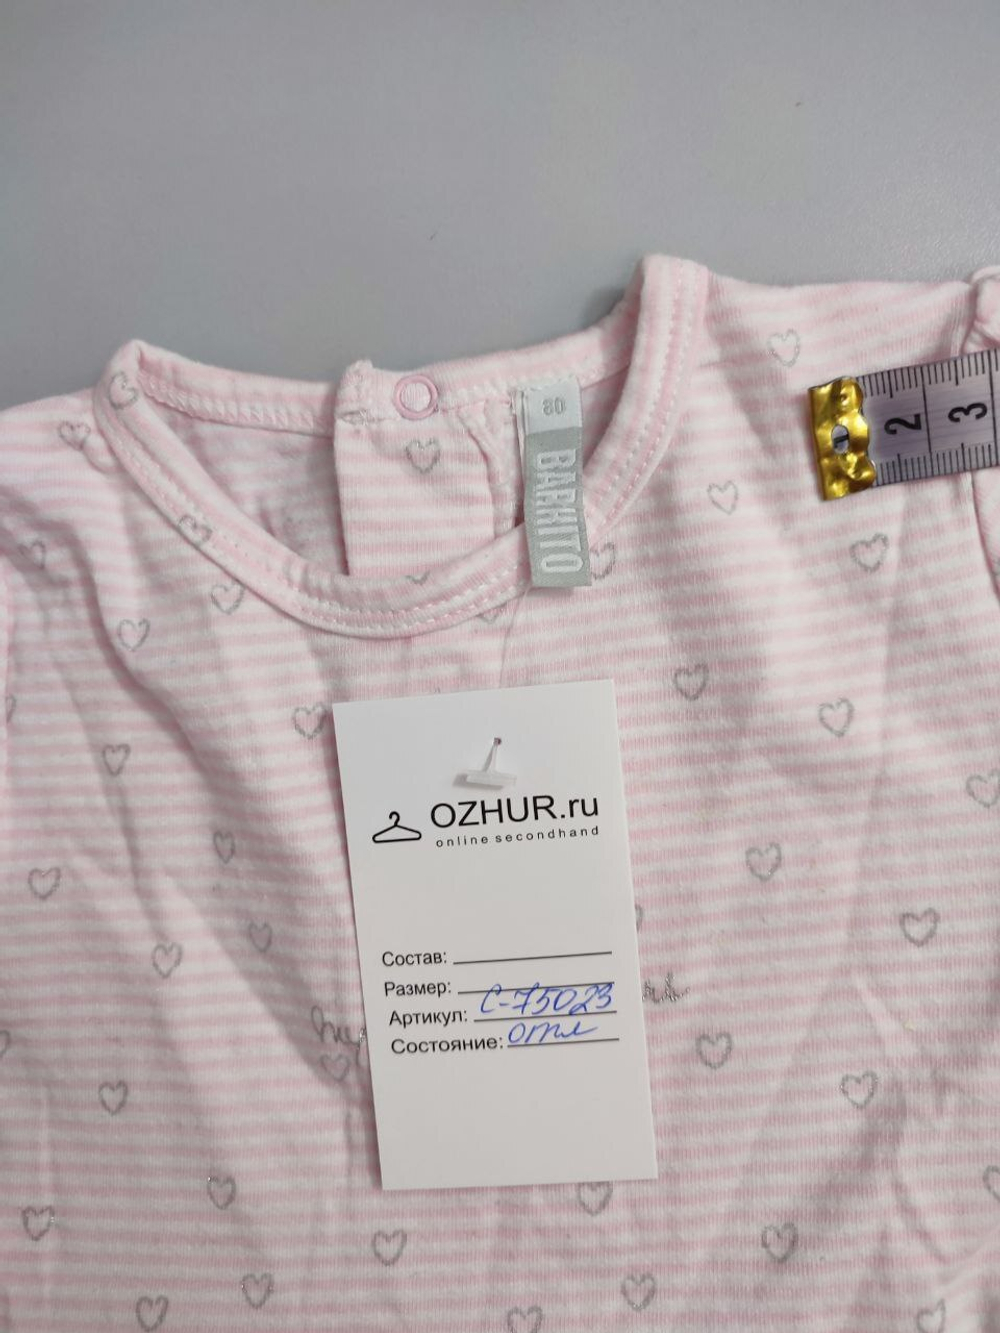 80
BARKITO
2 3
OZHUR.ru
online secondhand
Состав:
Размер:
Артикул: С-75023
Состояние: отл